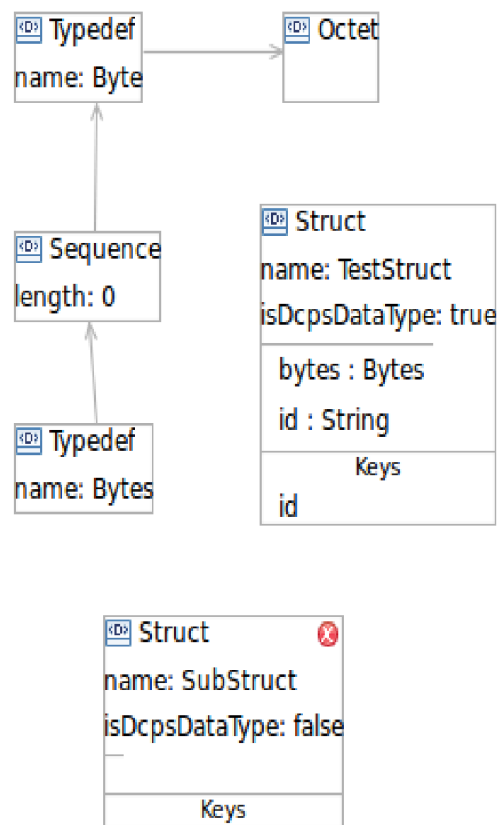 Typedef
name: Byte
Octet
Sequence
length: 0
Typedef
name: Bytes
Struct
name: TestStruct
isDcpsDataType: true
bytes : Bytes
id : String
Keys
id
Struct
name: SubStruct
isDcpsDataType: false
Keys